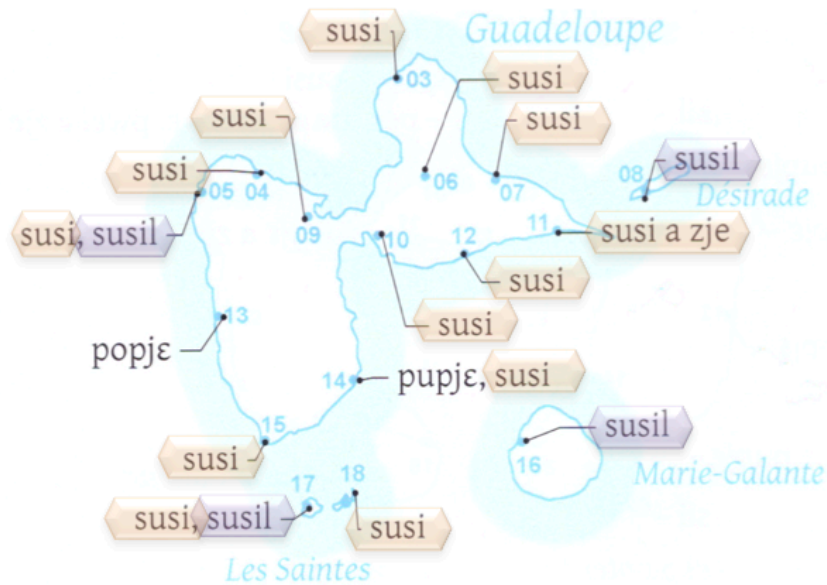 susi
Guadeloupe
03
susi
susi
susi
susi
susil
05
04
06
07
08
Désirade
susi, susil
09
10
12
11
susi a zje
susi
13
susi
popjɛ
14
pupjɛ, susi
15
susil
susi
16
Marie-Galante
17
18
susi, susil
susi
Les Saintes